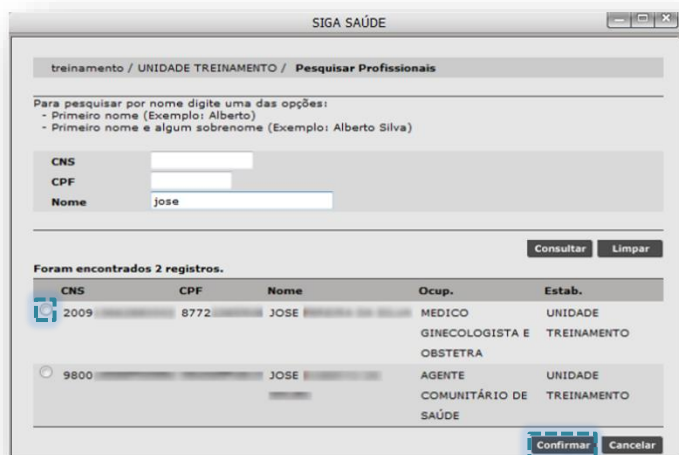 SIGA SAÚDE
treinamento / UNIDADE TREINAMENTO / Pesquisar Profissionais
Para pesquisar por nome digite uma das opções:
- Primeiro nome (Exemplo: Alberto)
- Primeiro nome e algum sobrenome (Exemplo: Alberto Silva)
CNS
CPF
Nome jose
Consultar Limpar
Foram encontrados 2 registros.
CNS CPF Nome Ocup. Estab.
2009 8772 JOSE MEDICO UNIDADE
GINECOLOGISTA E TREINAMENTO
OBSTETRA
9800 JOSE AGENTE UNIDADE
COMUNITÁRIO DE TREINAMENTO
SAÚDE
Confirmar Cancelar